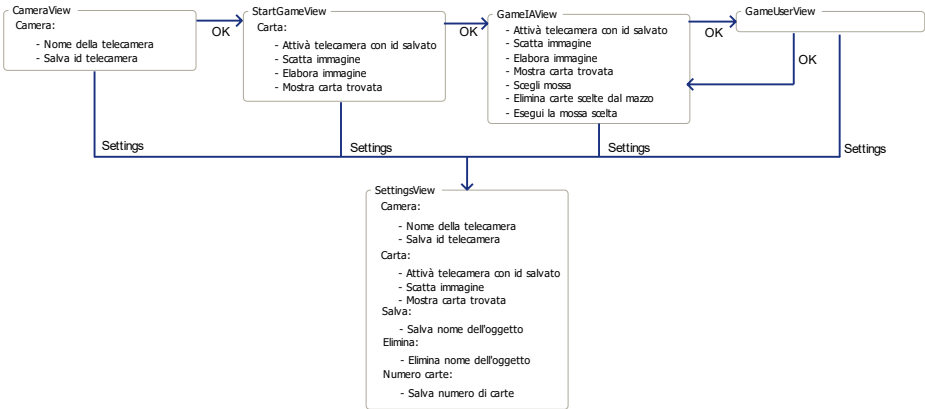 CameraView
Camera:
- Nome della telecamera
- Salva id telecamera
OK
StartGameView
Carta:
- Attivà telecamera con id salvato
- Scatta immagine
- Elabora immagine
- Mostra carta trovata
OK
GameIAView
- Attivà telecamera con id salvato
- Scatta immagine
- Elabora immagine
- Mostra carta trovata
- Scegli mossa
- Elimina carte scelte dal mazzo
- Esegui la mossa scelta
OK
GameUserView
OK
Settings
Settings
Settings
Settings
SettingsView
Camera:
- Nome della telecamera
- Salva id telecamera
Carta:
- Attivà telecamera con id salvato
- Scatta immagine
- Mostra carta trovata
Salva:
- Salva nome dell'oggetto
Elimina:
- Elimina nome dell'oggetto
Numero carte:
- Salva numero di carte